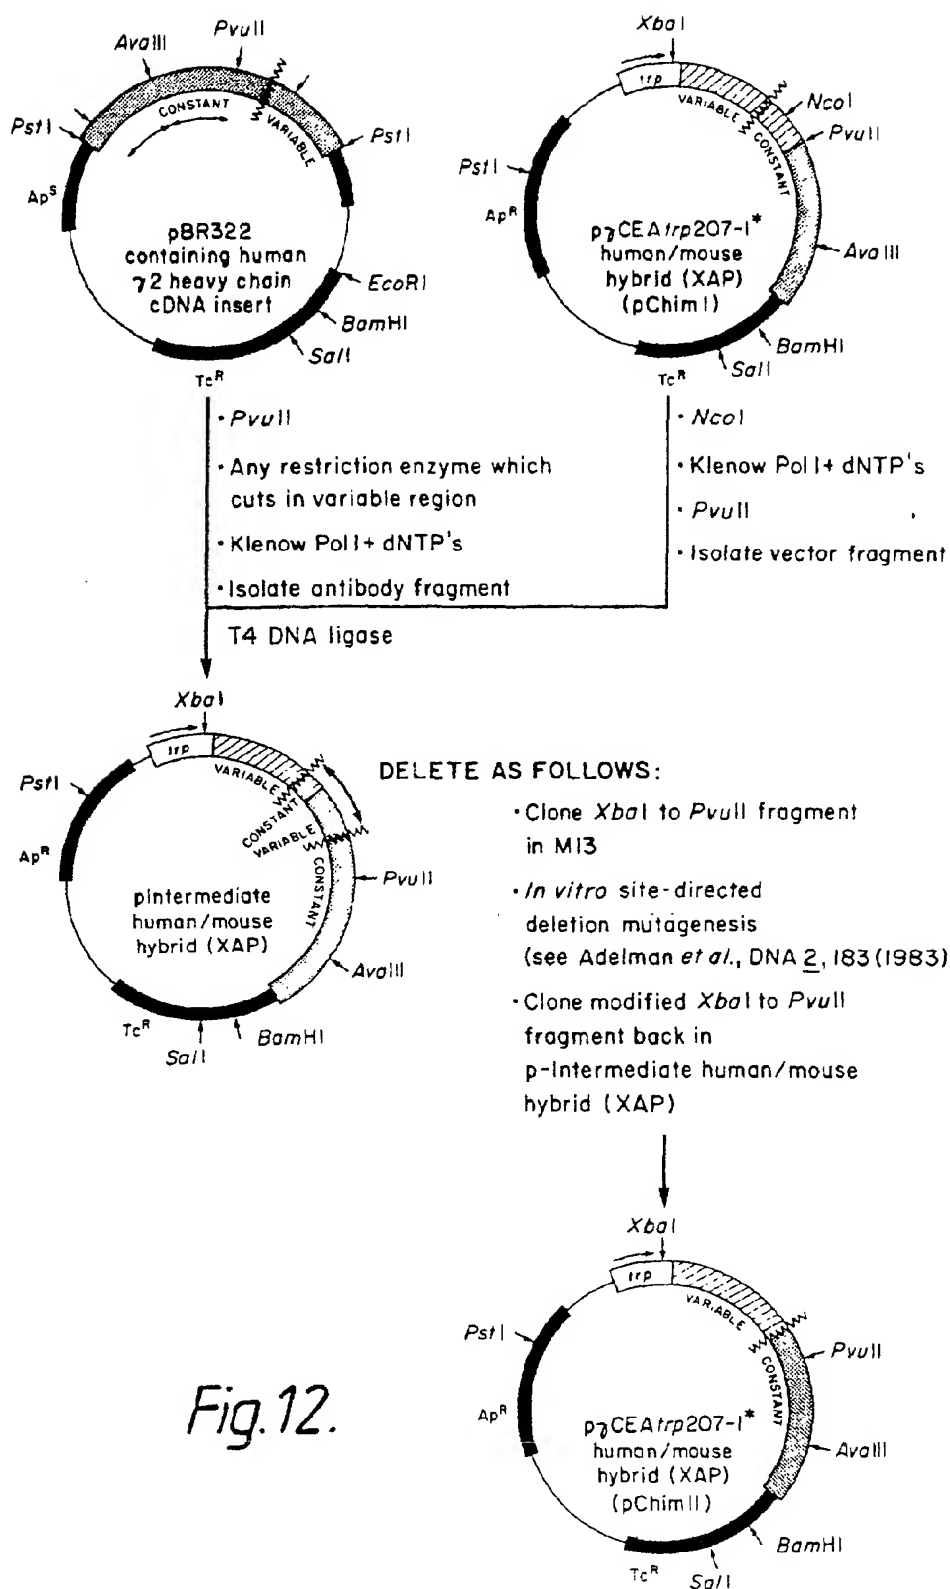 PvuII
AvaIII
PstI
CONSTANT
VARIABLE
PstI
Ap^S
pBR322
containing human
γ2 heavy chain
cDNA insert
EcoRI
BamHI
SalI
Tc^R
XbaI
trp
VARIABLE
NcoI
PvuII
CONSTANT
PstI
Ap^R
pγCEAtrp207-1*
human/mouse
hybrid (XAP)
(pChimI)
AvaIII
BamHI
SalI
Tc^R
· PvuII
· Any restriction enzyme which
cuts in variable region
· Klenow Pol I + dNTP's
· Isolate antibody fragment
· NcoI
· Klenow Pol I + dNTP's
· PvuII
· Isolate vector fragment
T4 DNA ligase
XbaI
trp
PstI
VARIABLE
CONSTANT
VARIABLE
CONSTANT
Ap^R
PvuII
pIntermediate
human/mouse
hybrid (XAP)
AvaIII
Tc^R
BamHI
SalI
DELETE AS FOLLOWS:
· Clone XbaI to PvuII fragment
in M13
· In vitro site-directed
deletion mutagenesis
(see Adelman et al., DNA 2, 183 (1983)
· Clone modified XbaI to PvuII
fragment back in
p-Intermediate human/mouse
hybrid (XAP)
XbaI
trp
PstI
VARIABLE
PvuII
CONSTANT
Ap^R
pγCEAtrp207-1*
human/mouse
hybrid (XAP)
(pChimII)
AvaIII
BamHI
Tc^R
SalI
Fig.12.